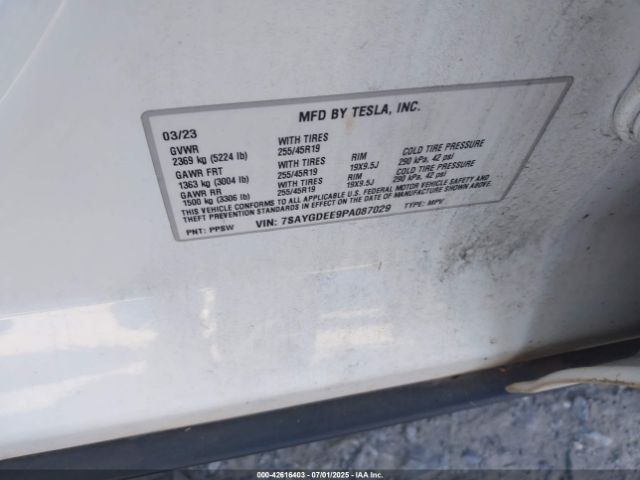 MFD BY TESLA, INC.
03/23
GVWR WITH TIRES RIM COLD TIRE PRESSURE
2369 kg (5224 lb) 255/45R19 19X9.5J 290 kPa, 42 psi
GAWR FRT WITH TIRES RIM COLD TIRE PRESSURE
1363 kg (3004 lb) 255/45R19 19X9.5J 290 kPa, 42 psi
GAWR RR WITH TIRES
1500 kg (3306 lb) 255/45R19
THIS VEHICLE CONFORMS TO ALL APPLICABLE U.S. FEDERAL MOTOR VEHICLE SAFETY AND
THEFT PREVENTION STANDARDS IN EFFECT ON THE DATE OF MANUFACTURE SHOWN ABOVE.
PNT: PPSW VIN: 7SAYGDEE9PA087029 TYPE: MPV
000-42616403 - 07/01/2025 - IAAI, Inc.